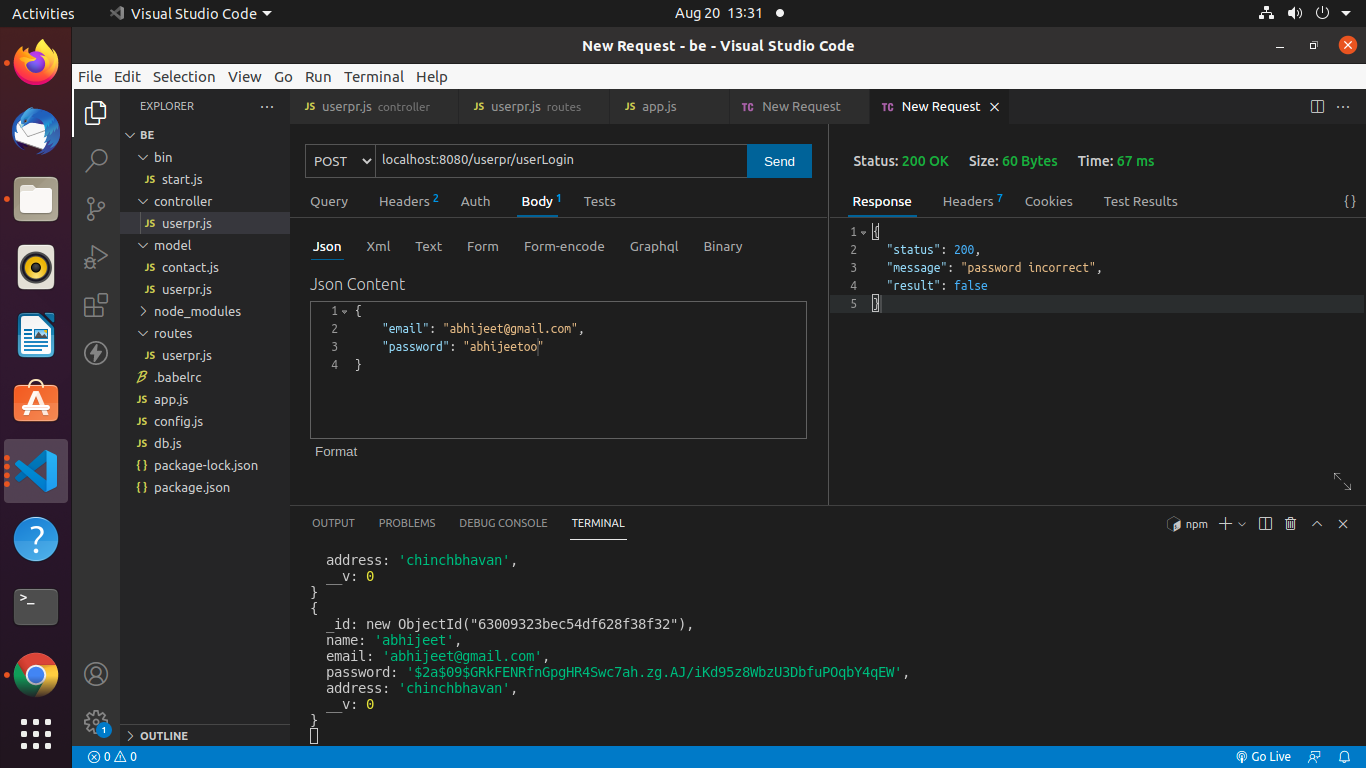 Activities Visual Studio Code Aug 20 13:31
New Request - be - Visual Studio Code
File Edit Selection View Go Run Terminal Help
EXPLORER
BE
bin
JS start.js
controller
JS userpr.js
model
JS contact.js
JS userpr.js
node_modules
routes
JS userpr.js
.babelrc
JS app.js
JS config.js
JS db.js
{} package-lock.json
{} package.json
OUTLINE
JS userpr.js controller JS userpr.js routes JS app.js TC New Request TC New Request
POST localhost:8080/userpr/userLogin Send
Query Headers 2 Auth Body 1 Tests
Json Xml Text Form Form-encode Graphql Binary
Json Content
1 {
2 "email": "abhijeet@gmail.com",
3 "password": "abhijeetoo"
4 }
Format
Status: 200 OK Size: 60 Bytes Time: 67 ms
Response Headers 7 Cookies Test Results {}
1 {
2 "status": 200,
3 "message": "password incorrect",
4 "result": false
5 }
OUTPUT PROBLEMS DEBUG CONSOLE TERMINAL npm
address: 'chinchbhavan',
__v: 0
}
{
_id: new ObjectId("63009323bec54df628f38f32"),
name: 'abhijeet',
email: 'abhijeet@gmail.com',
password: '$2a$09$GRkFENRfnGpgHR4Swc7ah.zg.AJ/iKd95z8WbzU3DbfuPOqbY4qEW',
address: 'chinchbhavan',
__v: 0
}
>_
?
1
0 0 Go Live